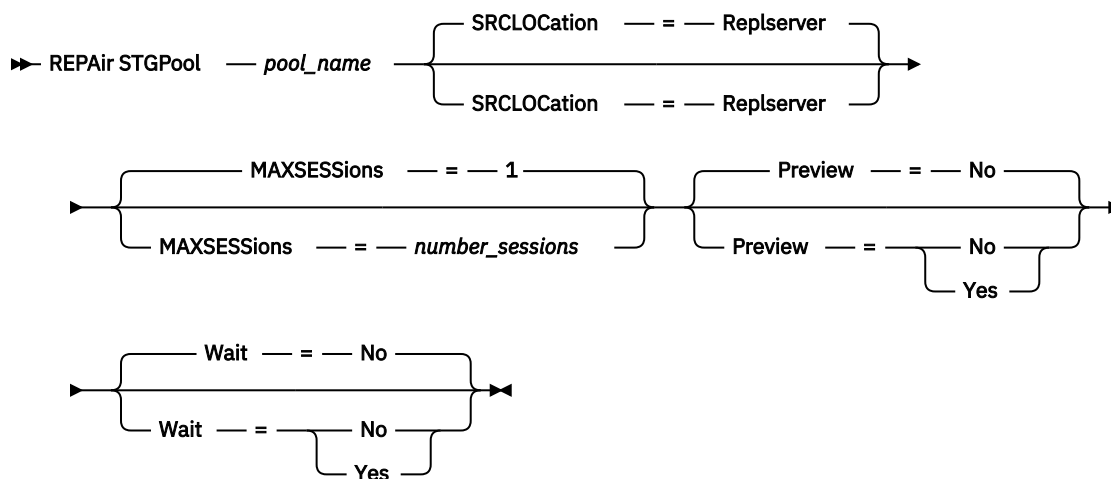 SRCLOCation = Replserver
REPAir STGPool pool_name
SRCLOCation = Replserver
MAXSESSions = 1 Preview = No
MAXSESSions = number_sessions Preview = No
Yes
Wait = No
Wait = No
Yes